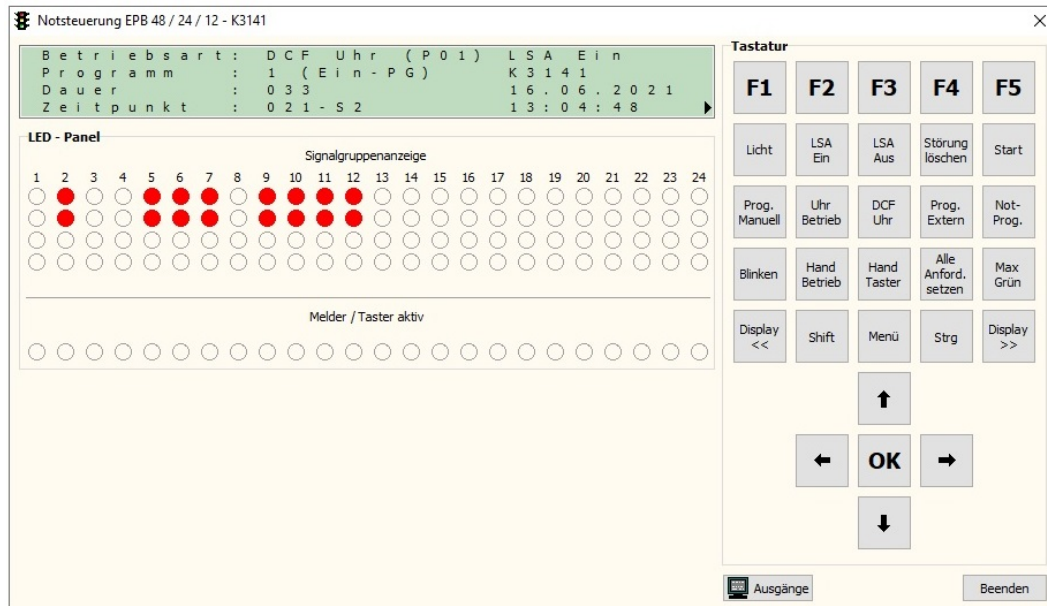 Notsteuerung EPB 48 / 24 / 12 - K3141
Betriebsart: DCF Uhr (P01) LSA Ein
Programm : 1 (Ein-PG) K3141
Dauer : 033 16.06.2021
Zeitpunkt : 021-S2 13:04:48
LED - Panel
Signalgruppenanzeige
1 2 3 4 5 6 7 8 9 10 11 12 13 14 15 16 17 18 19 20 21 22 23 24
Melder / Taster aktiv
Tastatur
F1 F2 F3 F4 F5
Licht
LSA
Ein
LSA
Aus
Störung
löschen
Start
Prog.
Manuell
Uhr
Betrieb
DCF
Uhr
Prog.
Extern
Not-
Prog.
Blinken
Hand
Betrieb
Hand
Taster
Alle
Anford.
setzen
Max
Grün
Display
<<
Shift
Menü
Strg
Display
>>
OK
Ausgänge
Beenden